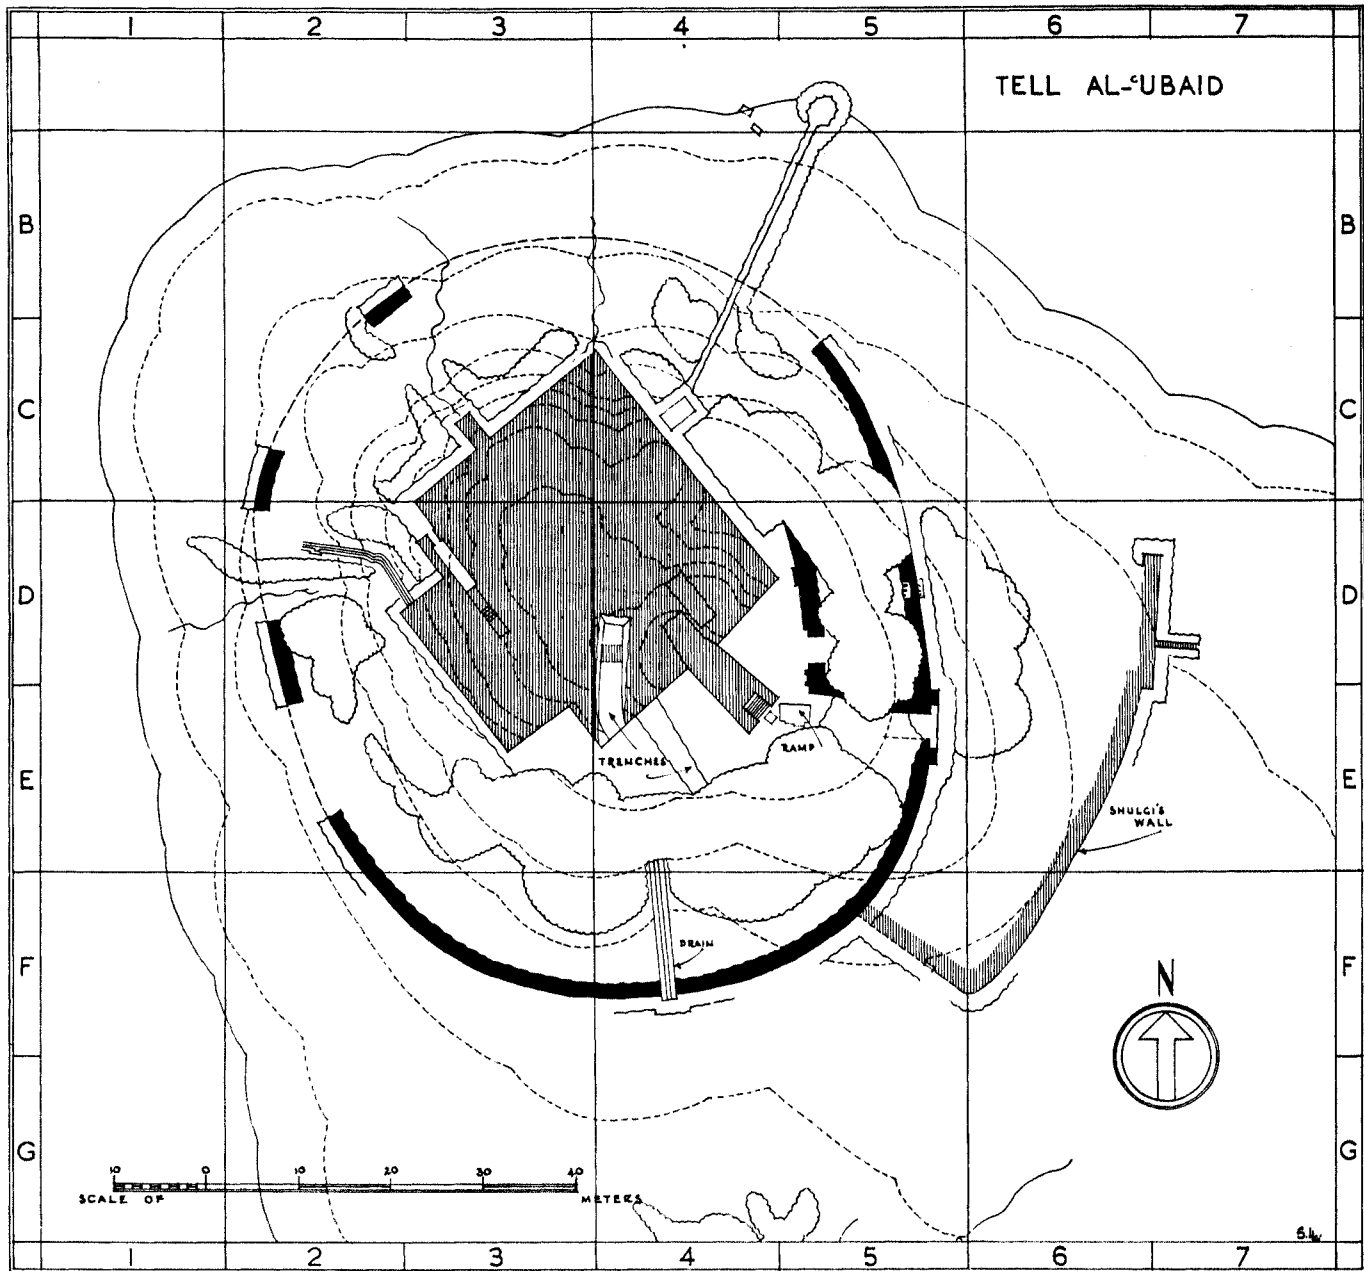 1 2 3 4 5 6 7
TELL AL-ʿUBAID
B B
C C
D D
TRENCHES
RAMP
E E
SHULGI'S
WALL
DRAIN
F F
N
G G
10 0 10 20 30 40
SCALE OF METERS
1 2 3 4 5 6 7